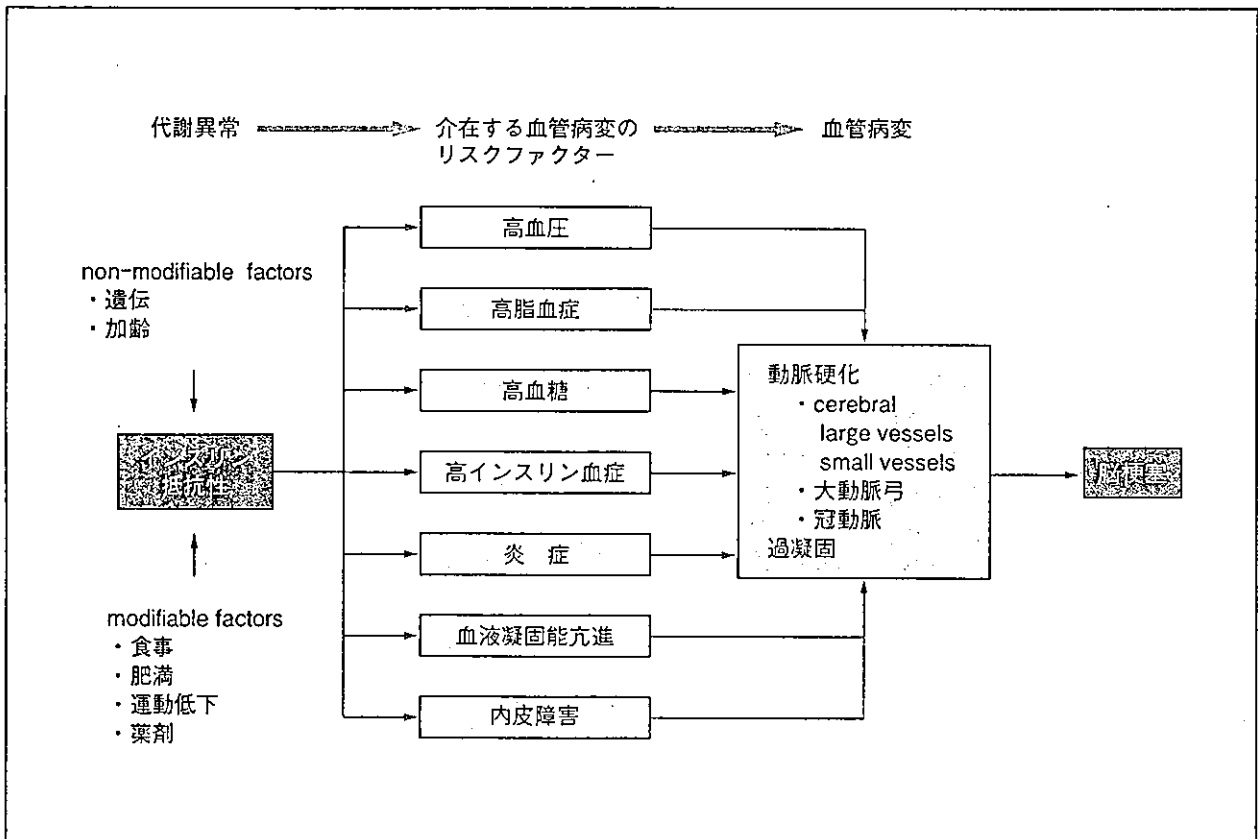 代謝異常
介在する血管病変の
リスクファクター
血管病変
non-modifiable factors
・遺伝
・加齢
インスリン
抵抗性
modifiable factors
・食事
・肥満
・運動低下
・薬剤
高血圧
高脂血症
高血糖
高インスリン血症
炎 症
血液凝固能亢進
内皮障害
動脈硬化
・cerebral
large vessels
small vessels
・大動脈弓
・冠動脈
過凝固
脳梗塞